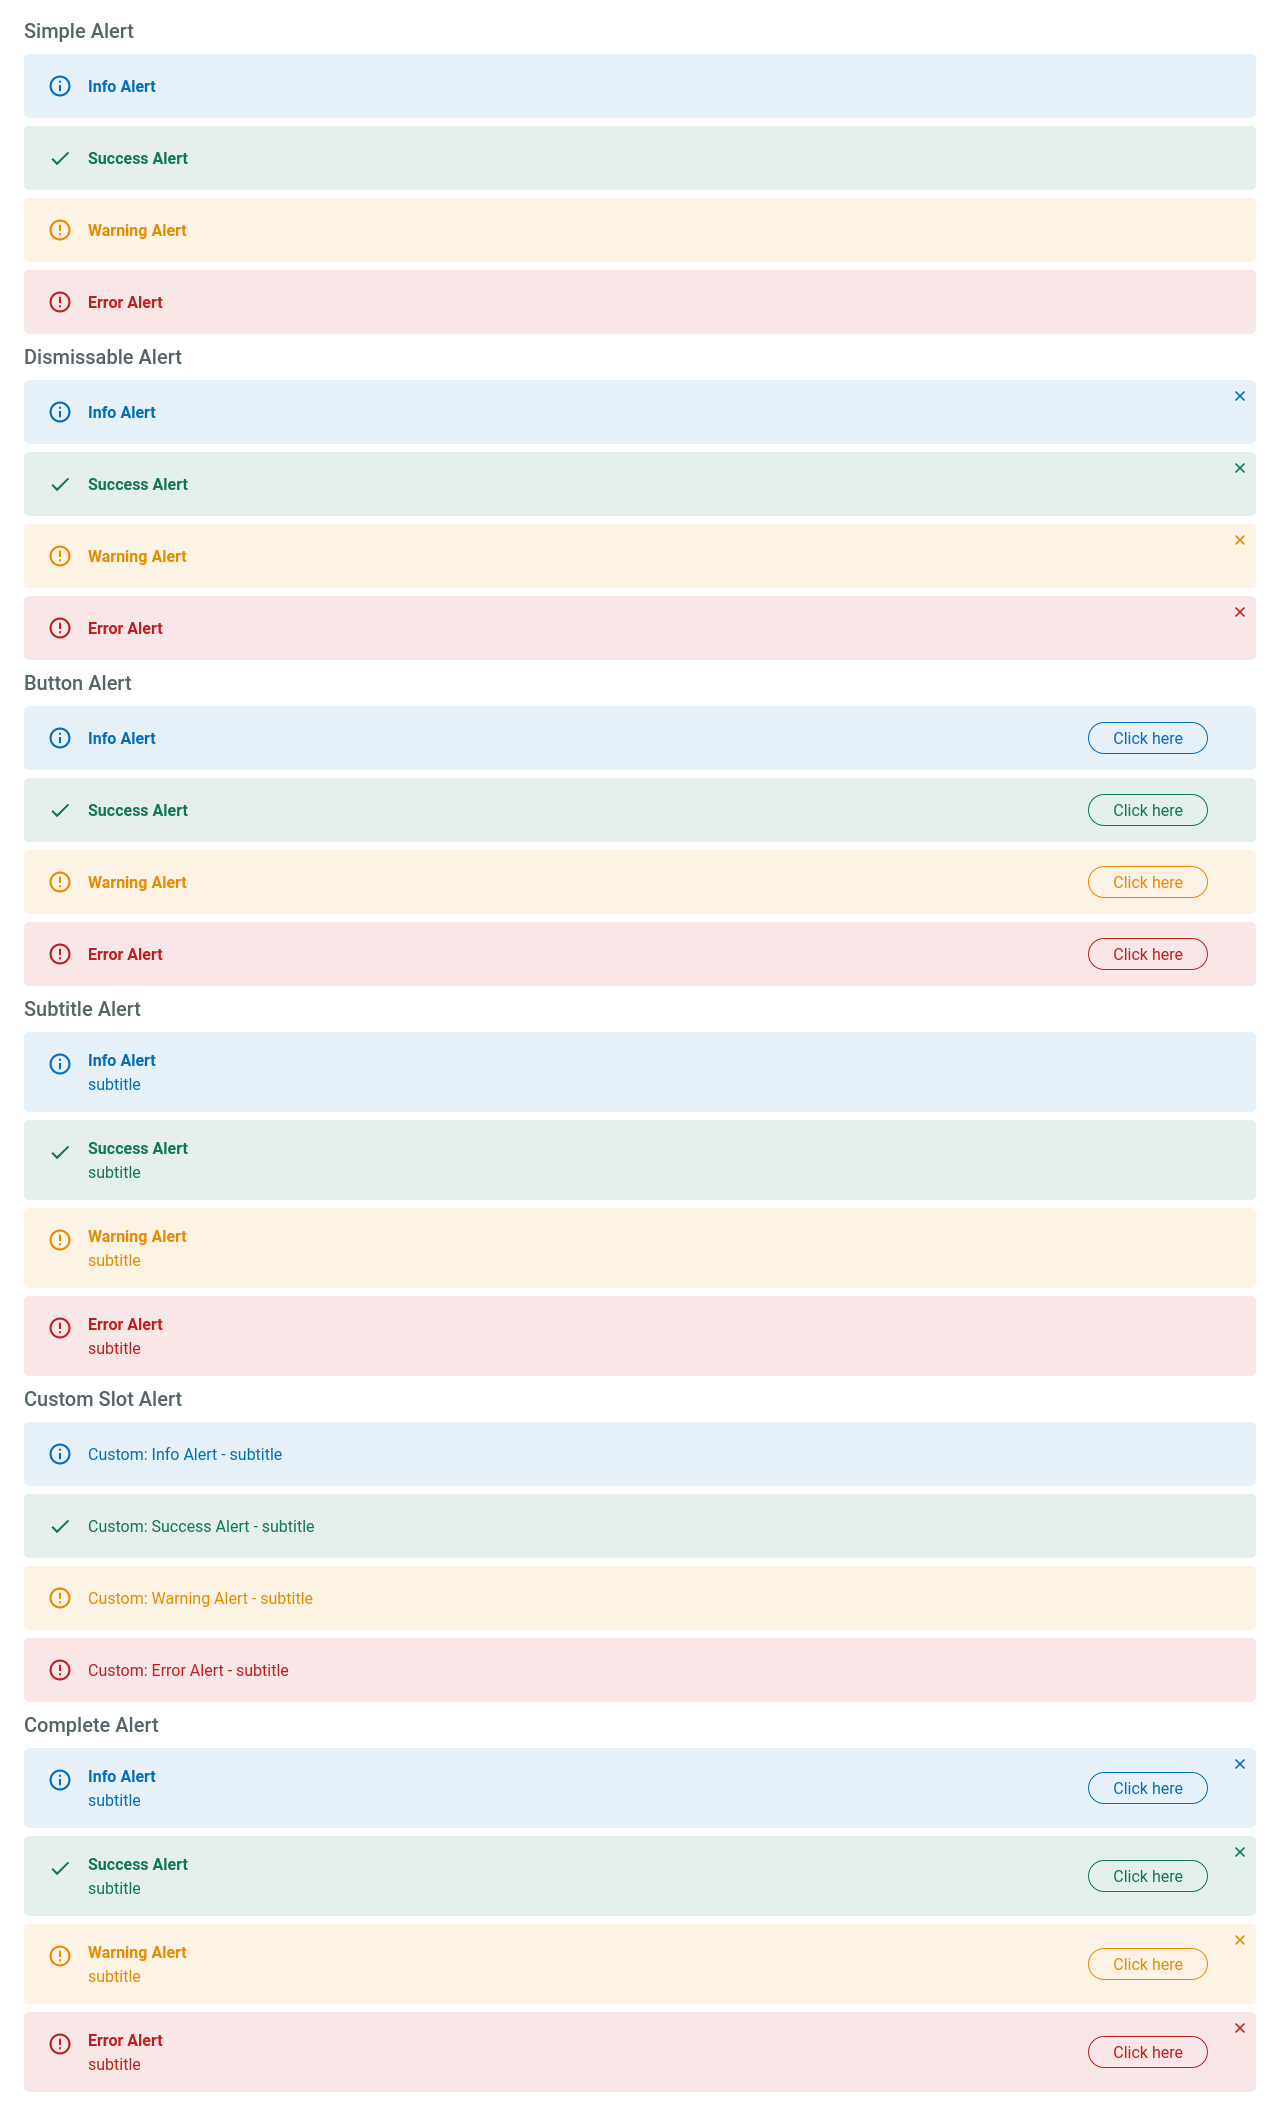 Simple Alert
Info Alert
Success Alert
Warning Alert
Error Alert
Dismissable Alert
Info Alert
Success Alert
Warning Alert
Error Alert
Button Alert
Info Alert Click here
Success Alert Click here
Warning Alert Click here
Error Alert Click here
Subtitle Alert
Info Alert
subtitle
Success Alert
subtitle
Warning Alert
subtitle
Error Alert
subtitle
Custom Slot Alert
Custom: Info Alert - subtitle
Custom: Success Alert - subtitle
Custom: Warning Alert - subtitle
Custom: Error Alert - subtitle
Complete Alert
Info Alert
subtitle
Click here
Success Alert
subtitle
Click here
Warning Alert
subtitle
Click here
Error Alert
subtitle
Click here